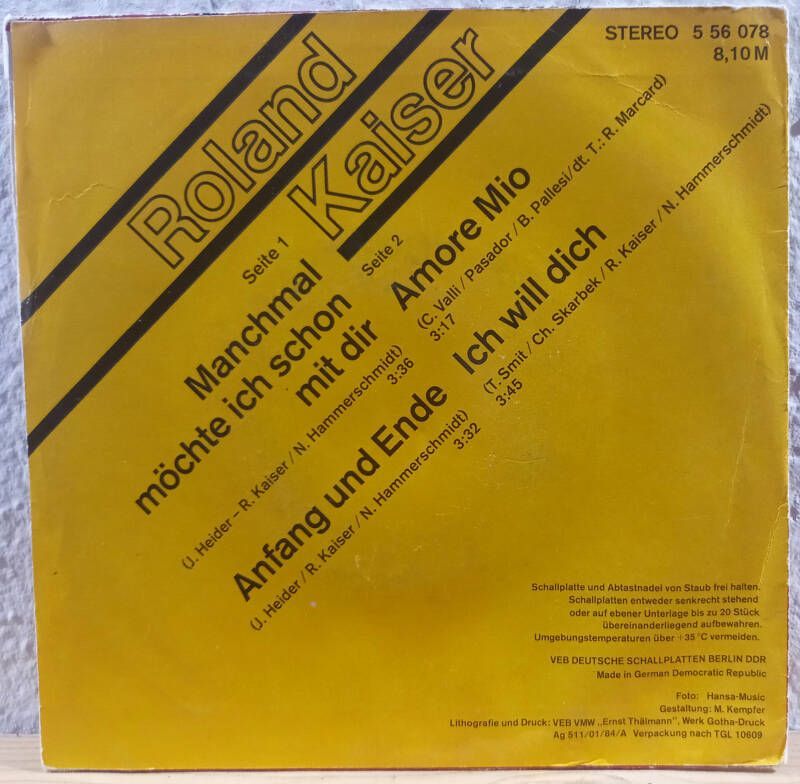 Roland
Kaiser
STEREO 5 56 078
8,10 M
Seite 1
Manchmal
möchte ich schon
mit dir
(J. Heider – R. Kaiser / N. Hammerschmidt)
3:36
Anfang und Ende
(J. Heider / R. Kaiser / N. Hammerschmidt)
3:32
Seite 2
Amore Mio
(C. Valli / Pasador / B. Pallesi / dt. T.: R. Marcard)
3:17
Ich will dich
(T. Smit / Ch. Skarbek / R. Kaiser / N. Hammerschmidt)
3:45
Schallplatte und Abtastnadel von Staub frei halten.
Schallplatten entweder senkrecht stehend
oder auf ebener Unterlage bis zu 20 Stück
übereinanderliegend aufbewahren.
Umgebungstemperaturen über +35 °C vermeiden.
VEB DEUTSCHE SCHALLPLATTEN BERLIN DDR
Made in German Democratic Republic
Foto: Hansa-Music
Gestaltung: M. Kempfer
Lithografie und Druck: VEB VMW „Ernst Thälmann", Werk Gotha-Druck
Ag 511/01/84/A Verpackung nach TGL 10609